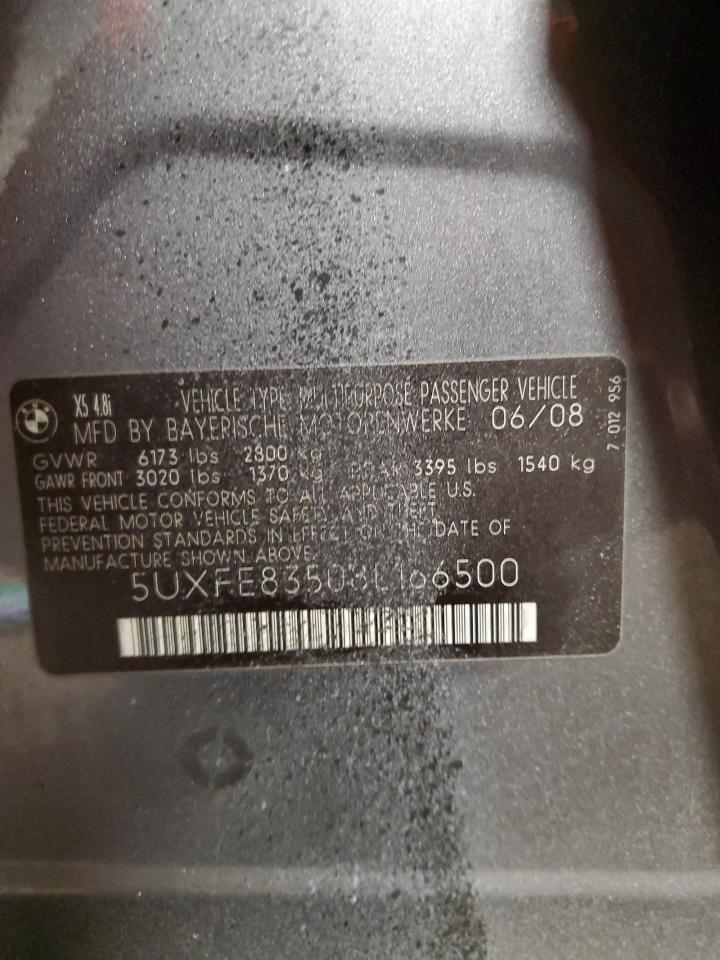 X5 4.8i VEHICLE TYPE MULTIPURPOSE PASSENGER VEHICLE
MFD BY BAYERISCHE MOTORENWERKE 06/08
GVWR 6173 lbs 2800 kg
GAWR FRONT 3020 lbs 1370 kg REAR 3395 lbs 1540 kg
THIS VEHICLE CONFORMS TO ALL APPLICABLE U.S.
FEDERAL MOTOR VEHICLE SAFETY AND THEFT
PREVENTION STANDARDS IN EFFECT ON THE DATE OF
MANUFACTURE SHOWN ABOVE.
5UXFE83508L166500
7 012 956